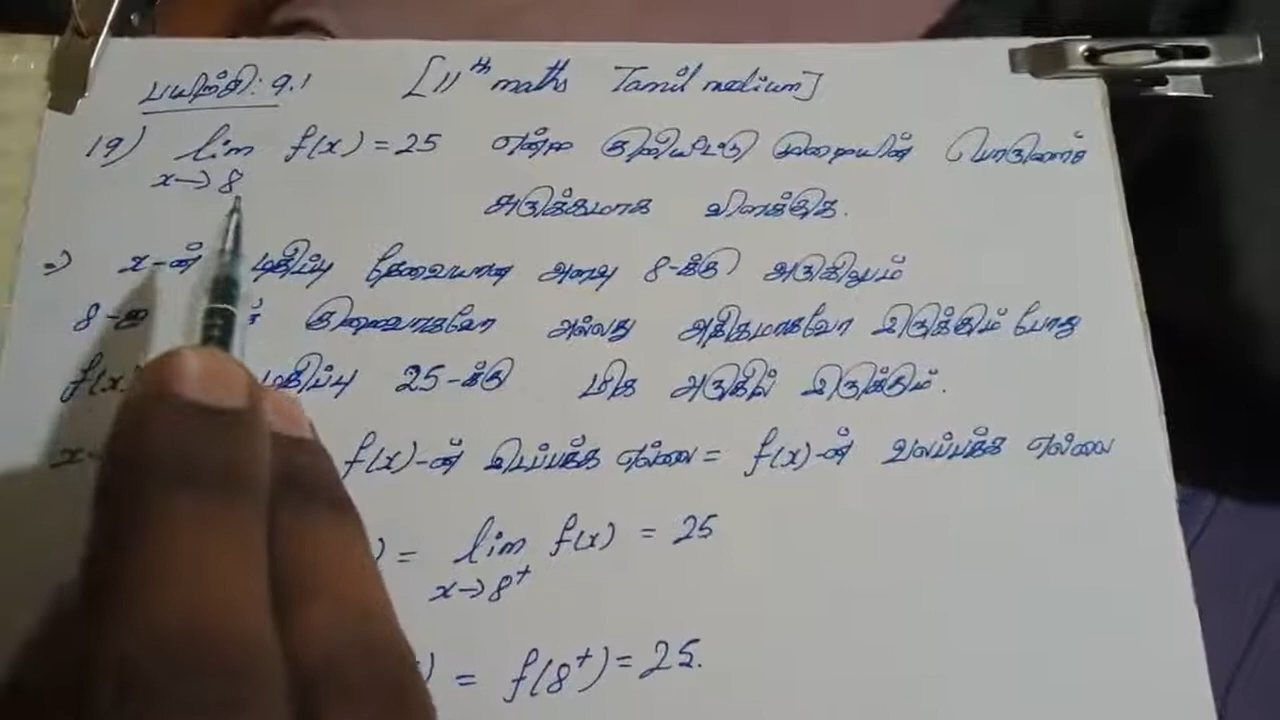 பயிற்சி: 9.1 [11th maths Tamil medium]
19) lim f(x) = 25 என்ற குறியீட்டு முறையின் பொருளைச்
x→8
சுருக்கமாக விளக்குக.
⇒ x-ன் மதிப்பு தேவையான அளவு 8-க்கு அருகிலும்
8-ஐ குறைவாகவோ அல்லது அதிகமாகவோ இருக்கும் போது
f(x) மதிப்பு 25-க்கு மிக அருகில் இருக்கும்.
f(x)-ன் இடப்பக்க எல்லை = f(x)-ன் வலப்பக்க எல்லை
) = lim f(x) = 25
x→8⁺
) = f(8⁺) = 25.